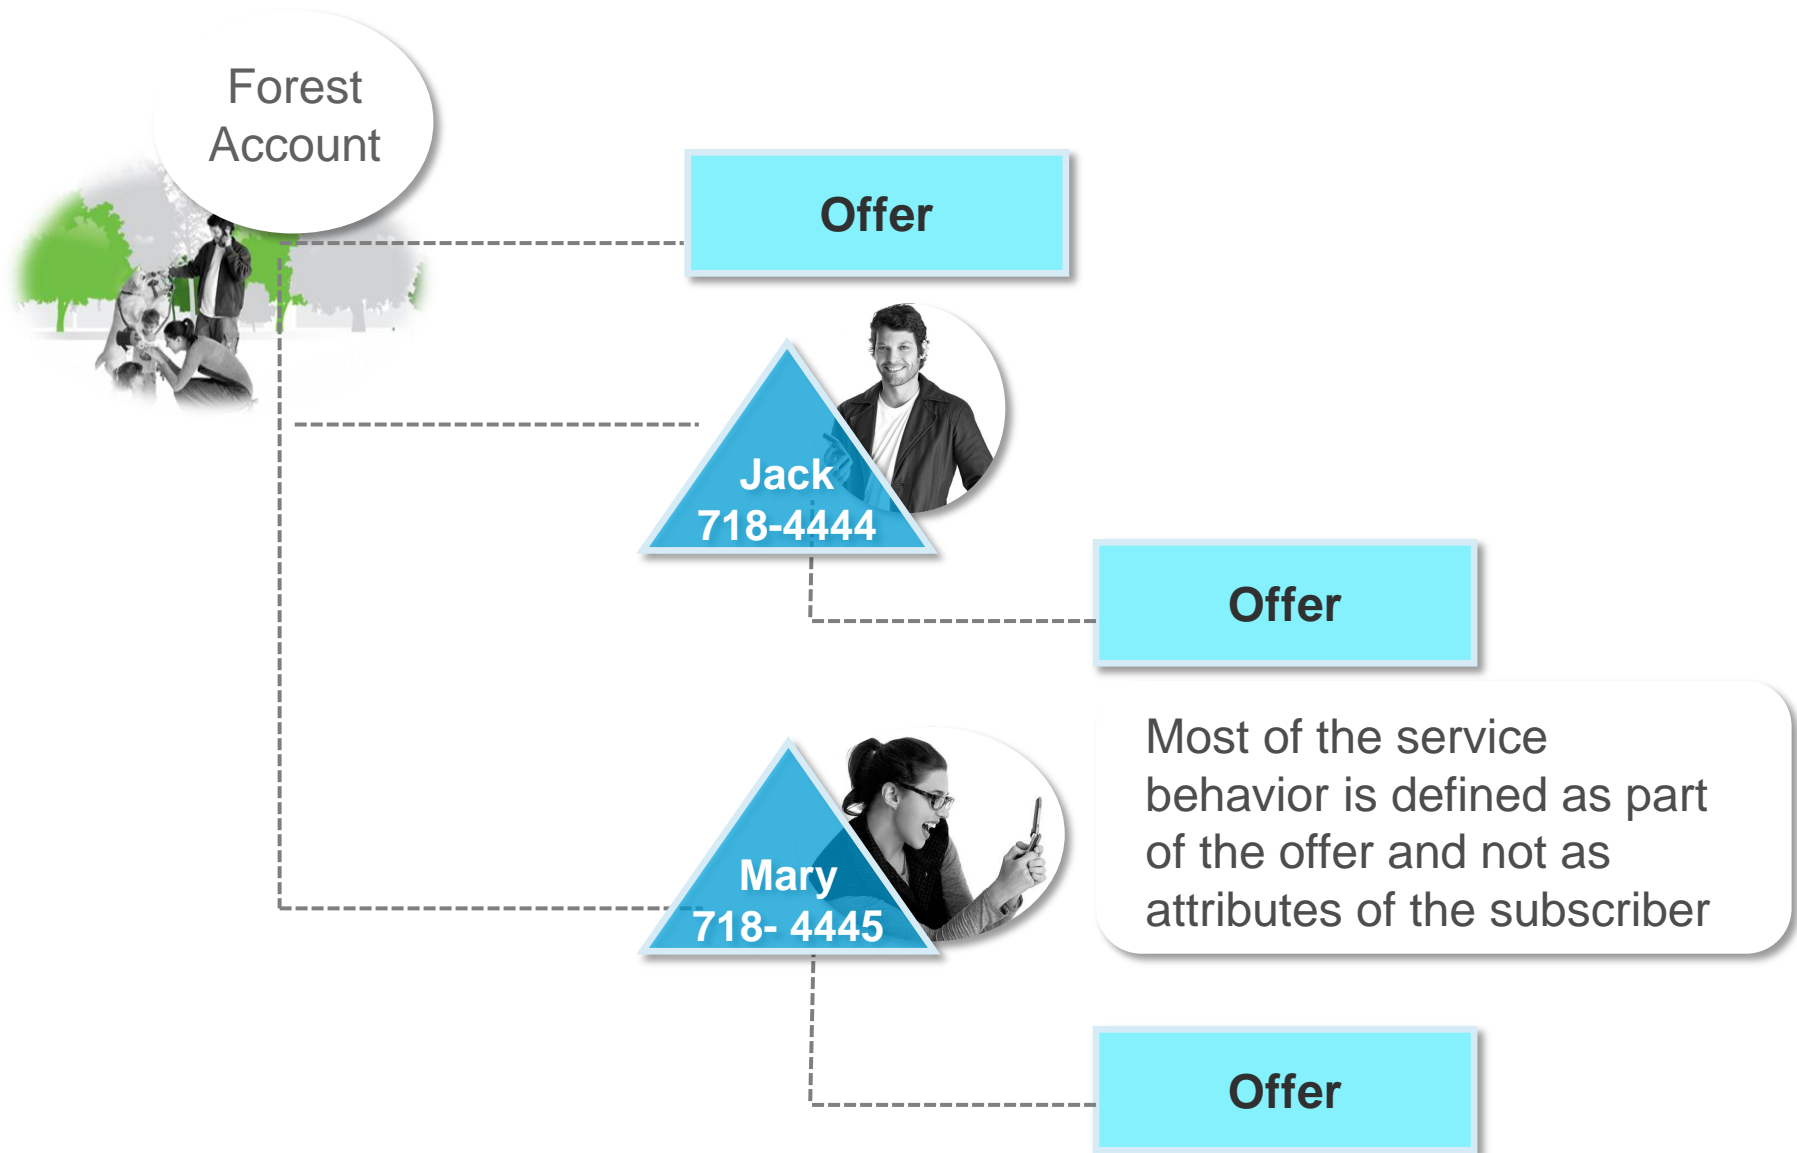 Forest
Account
Offer
Jack
718-4444
Offer
Most of the service
behavior is defined as part
of the offer and not as
attributes of the subscriber
Mary
718- 4445
Offer